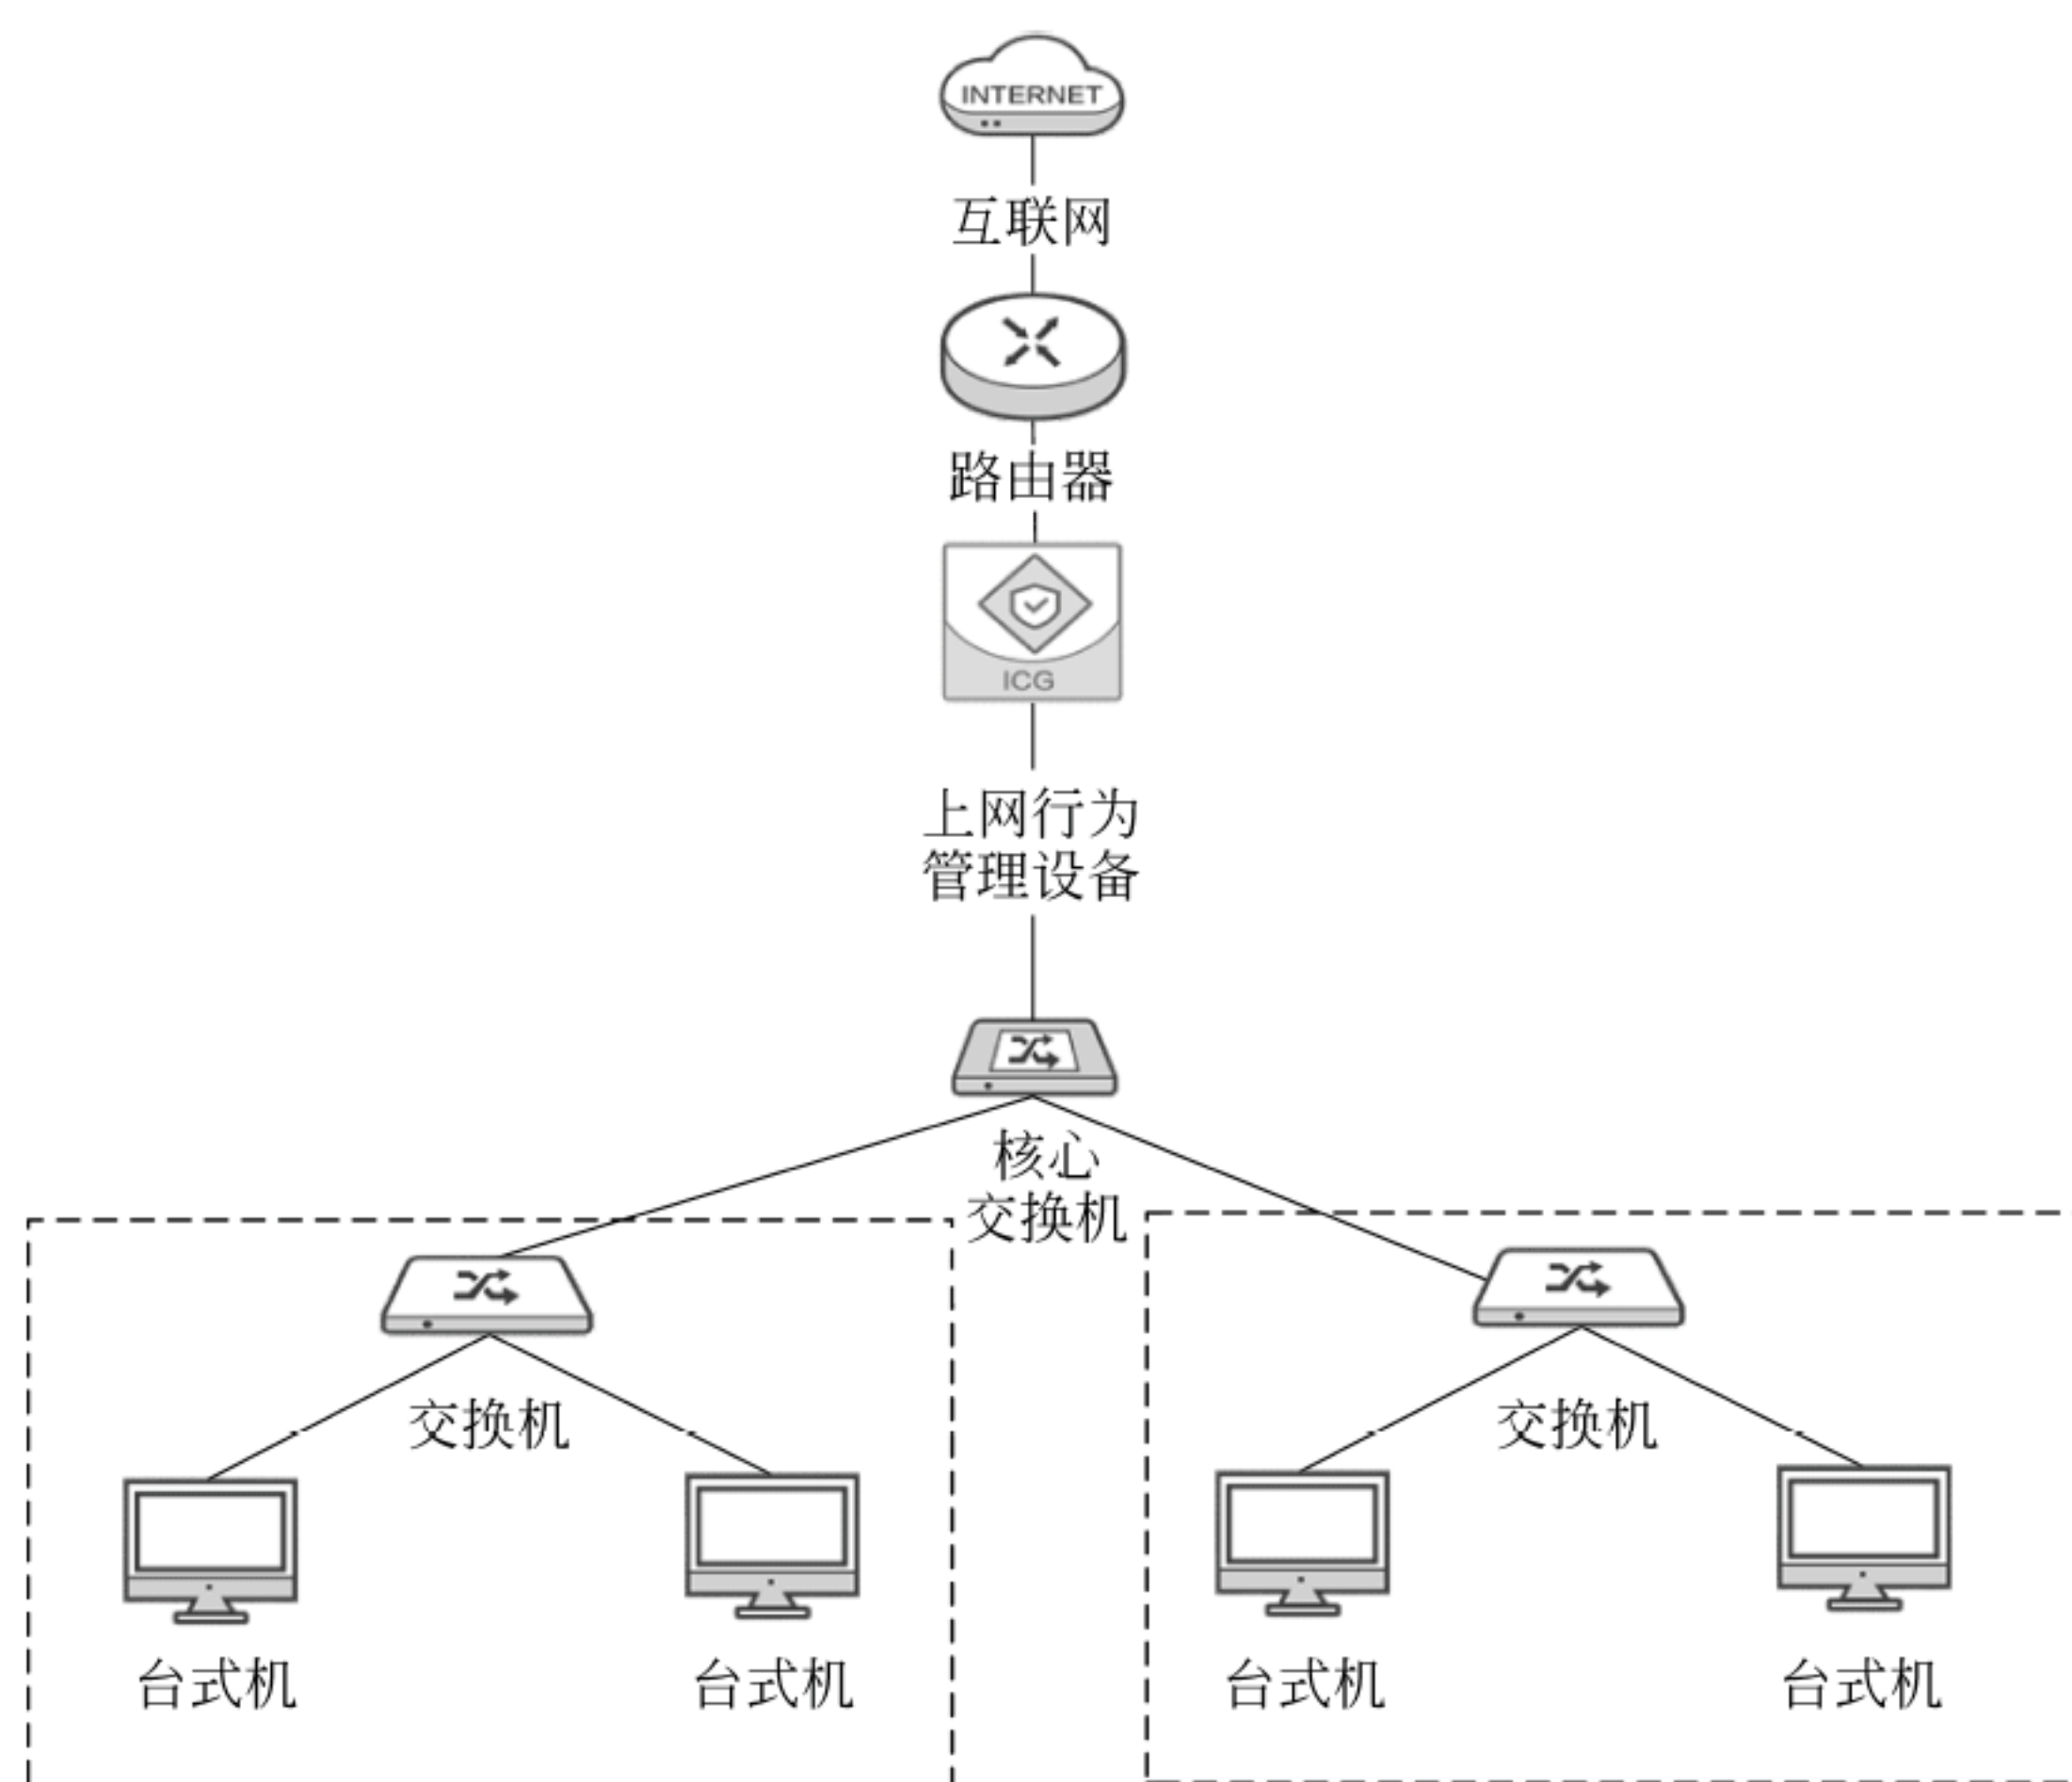 INTERNET
互联网
路由器
ICG
上网行为
管理设备
核心
交换机
交换机
交换机
台式机
台式机
台式机
台式机